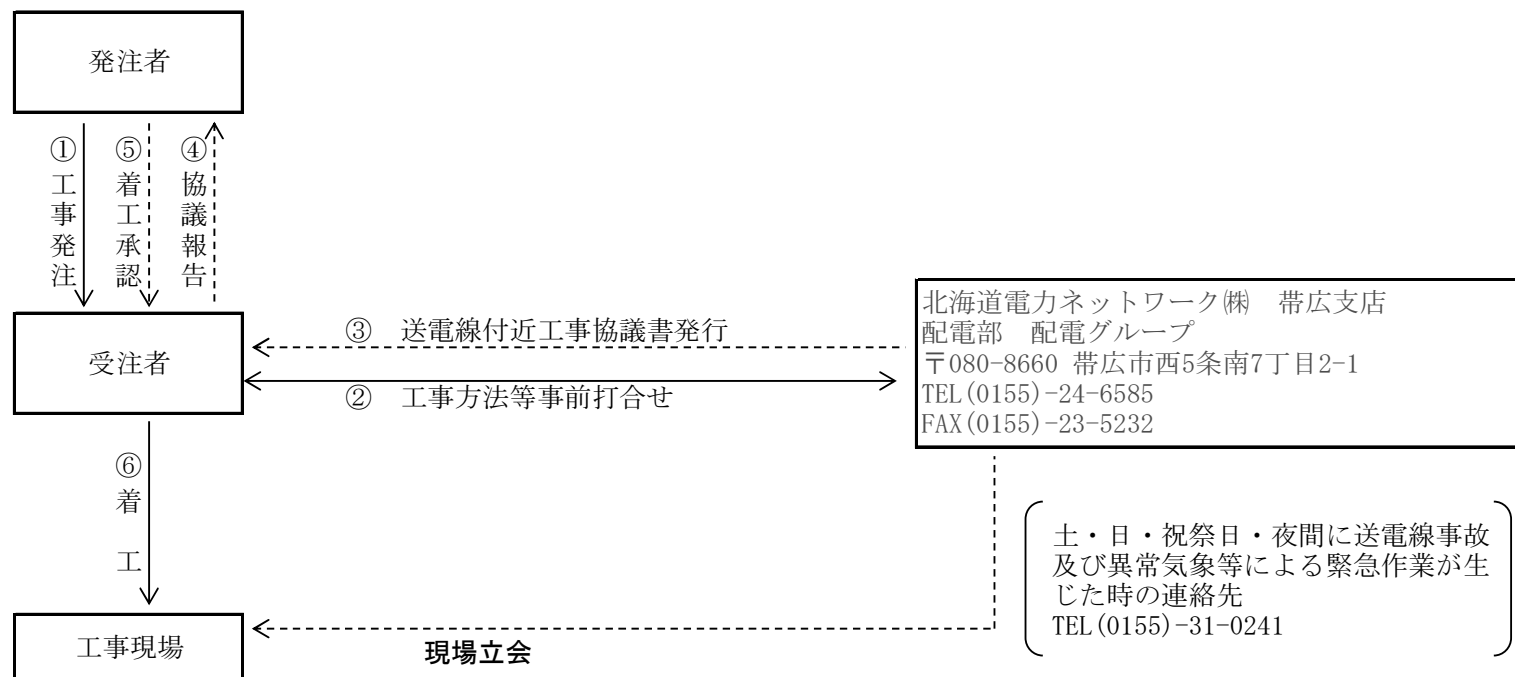 発注者
①工事発注
⑤着工承認
④協議報告
受注者
③　送電線付近工事協議書発行
②　工事方法等事前打合せ
北海道電力ネットワーク㈱　帯広支店
配電部　配電グループ
〒080-8660 帯広市西5条南7丁目2-1
TEL(0155)-24-6585
FAX(0155)-23-5232
⑥着　工
土・日・祝祭日・夜間に送電線事故
及び異常気象等による緊急作業が生
じた時の連絡先
TEL(0155)-31-0241
工事現場
現場立会